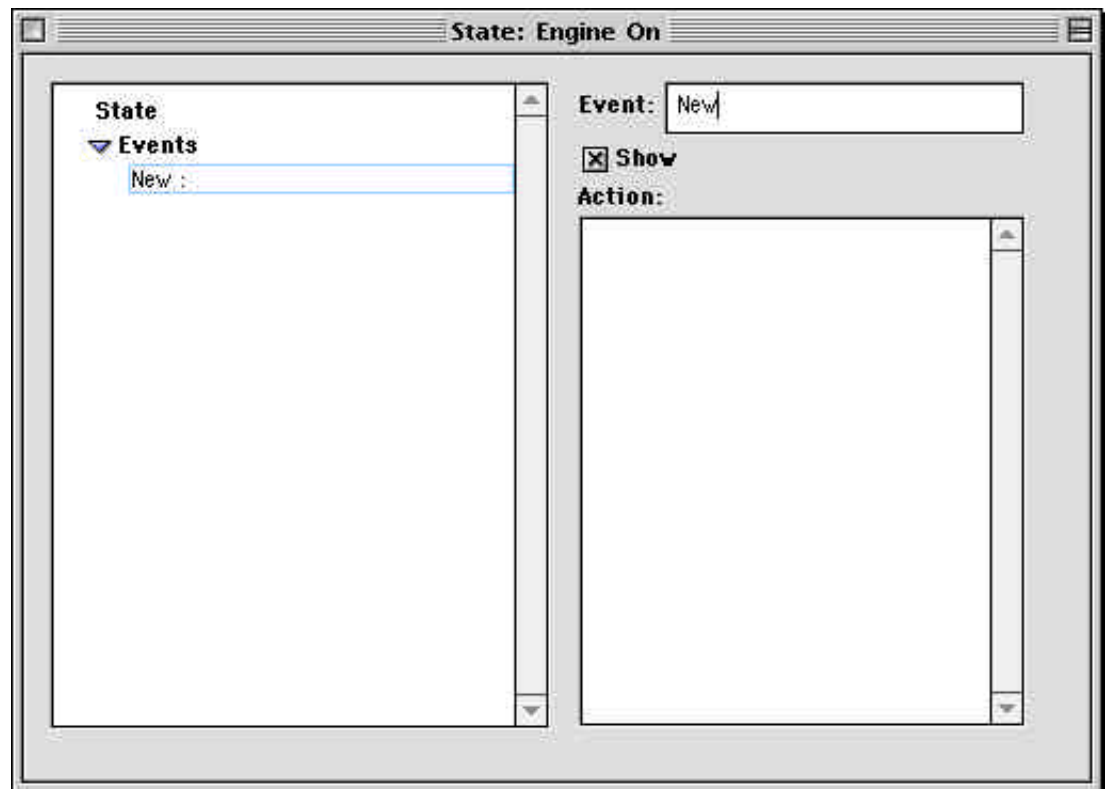 State: Engine On
State
Events
New :
Event: New
Show
Action: